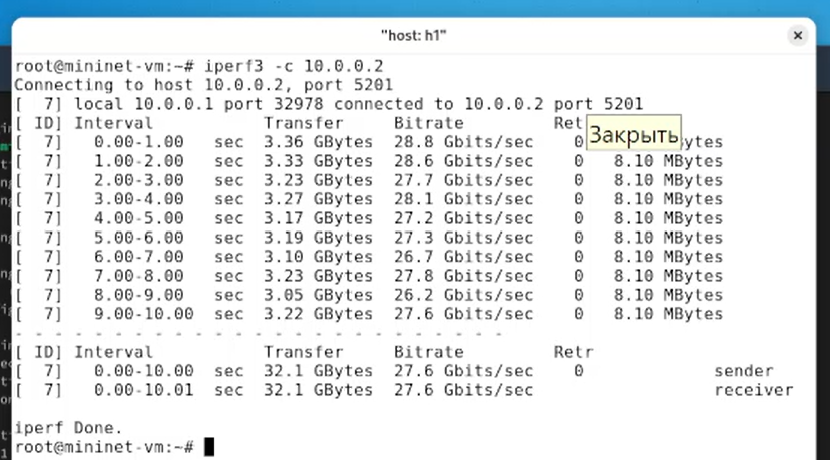 "host: h1"
root@mininet-vm:~# iperf3 -c 10.0.0.2
Connecting to host 10.0.0.2, port 5201
[  7] local 10.0.0.1 port 32978 connected to 10.0.0.2 port 5201
[ ID] Interval           Transfer     Bitrate         Retr
Закрыть
[  7]   0.00-1.00   sec  3.36 GBytes  28.8 Gbits/sec    0
[  7]   1.00-2.00   sec  3.33 GBytes  28.6 Gbits/sec    0   8.10 MBytes
[  7]   2.00-3.00   sec  3.23 GBytes  27.7 Gbits/sec    0   8.10 MBytes
[  7]   3.00-4.00   sec  3.27 GBytes  28.1 Gbits/sec    0   8.10 MBytes
[  7]   4.00-5.00   sec  3.17 GBytes  27.2 Gbits/sec    0   8.10 MBytes
[  7]   5.00-6.00   sec  3.19 GBytes  27.3 Gbits/sec    0   8.10 MBytes
[  7]   6.00-7.00   sec  3.10 GBytes  26.7 Gbits/sec    0   8.10 MBytes
[  7]   7.00-8.00   sec  3.23 GBytes  27.8 Gbits/sec    0   8.10 MBytes
[  7]   8.00-9.00   sec  3.05 GBytes  26.2 Gbits/sec    0   8.10 MBytes
[  7]   9.00-10.00  sec  3.22 GBytes  27.6 Gbits/sec    0   8.10 MBytes
- - - - - - - - - - - - - - - - - - - - - - - - -
[ ID] Interval           Transfer     Bitrate         Retr
[  7]   0.00-10.00  sec  32.1 GBytes  27.6 Gbits/sec    0             sender
[  7]   0.00-10.01  sec  32.1 GBytes  27.6 Gbits/sec                  receiver
iperf Done.
root@mininet-vm:~#